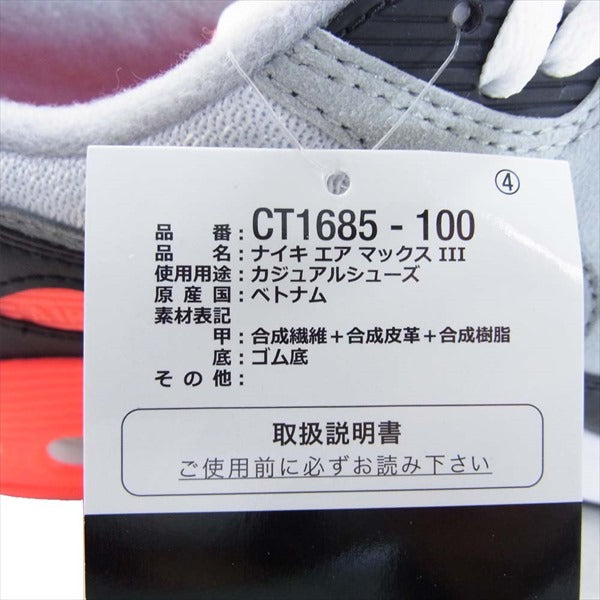 ④
品番：CT1685 - 100
品名：ナイキ エア マックス III
使用用途：カジュアルシューズ
原産国：ベトナム
素材表記
甲：合成繊維＋合成皮革＋合成樹脂
底：ゴム底
その他：
取扱説明書
ご使用前に必ずお読み下さい